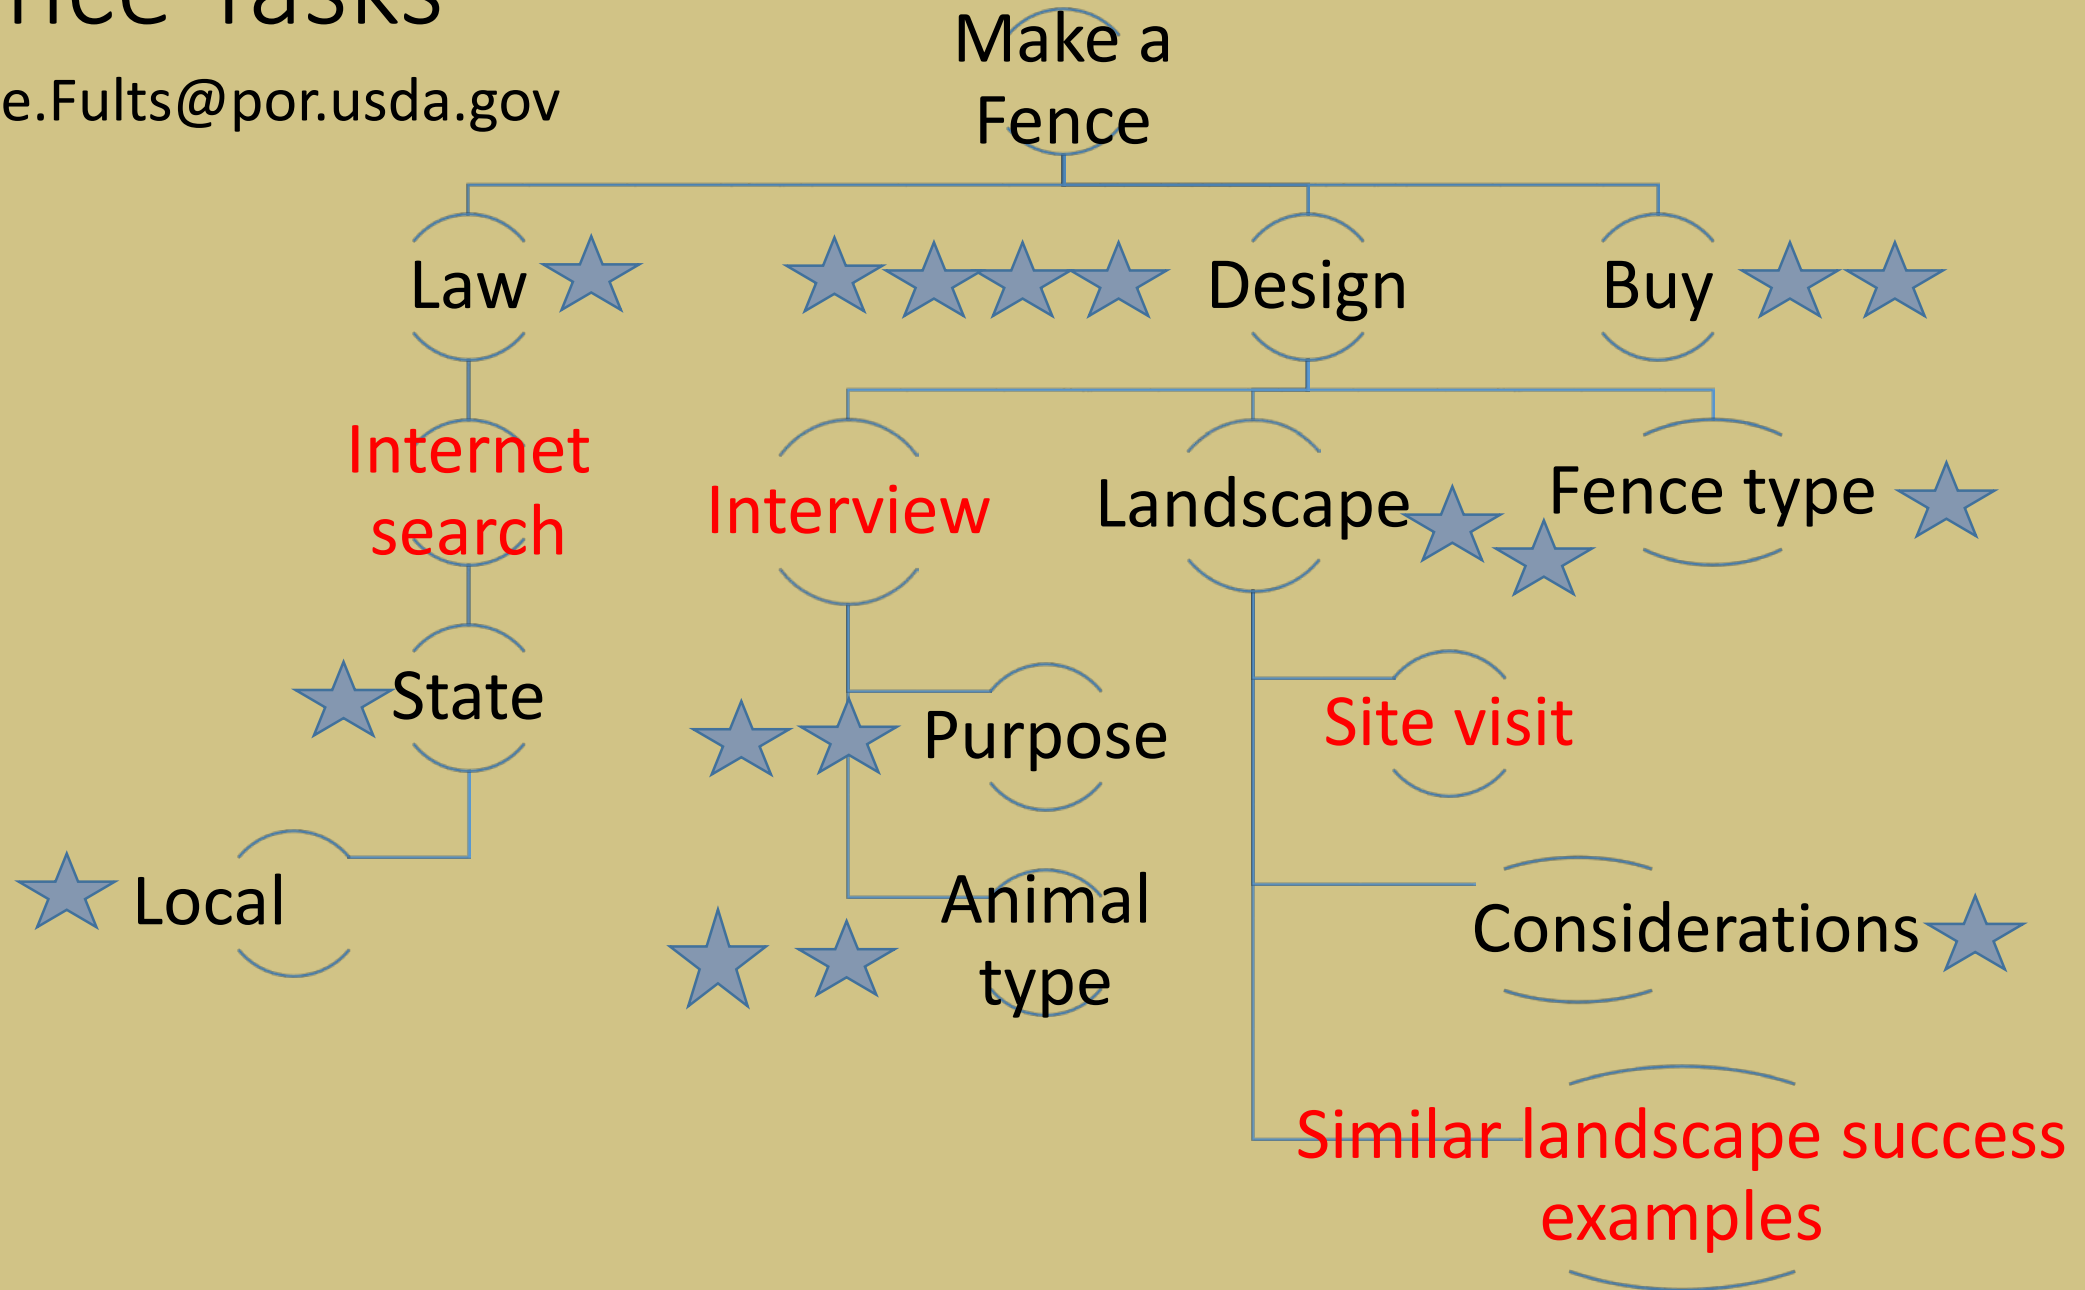 Tasks
e.Fults@por.usda.gov
Make a
Fence
Law
Design
Buy
Internet
search
Interview
Landscape
Fence type
State
Purpose
Site visit
Local
Animal
type
Considerations
Similar landscape success
examples